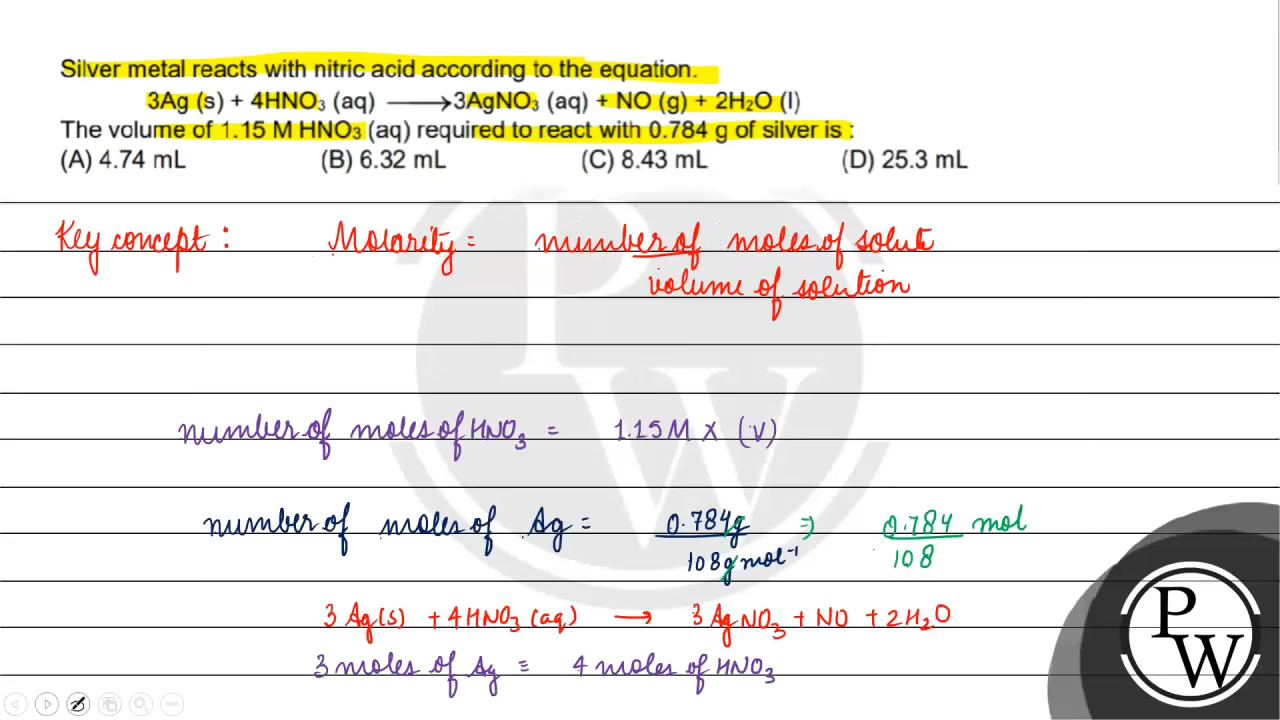 Silver metal reacts with nitric acid according to the equation.
3Ag (s) + 4HNO₃ (aq) ⟶ 3AgNO₃ (aq) + NO (g) + 2H₂O (l)
The volume of 1.15 M HNO₃ (aq) required to react with 0.784 g of silver is :
(A) 4.74 mL (B) 6.32 mL (C) 8.43 mL (D) 25.3 mL
Key concept : Molarity = number of moles of solute
volume of solution
number of moles of HNO₃ = 1.15M × (V)
number of moles of Ag = 0.784g ⇒ 0.784 mol
108g mol⁻¹ 108
3 Ag(s) + 4HNO₃ (aq) → 3 AgNO₃ + NO + 2H₂O
3 moles of Ag ≡ 4 moles of HNO₃
PW
PW